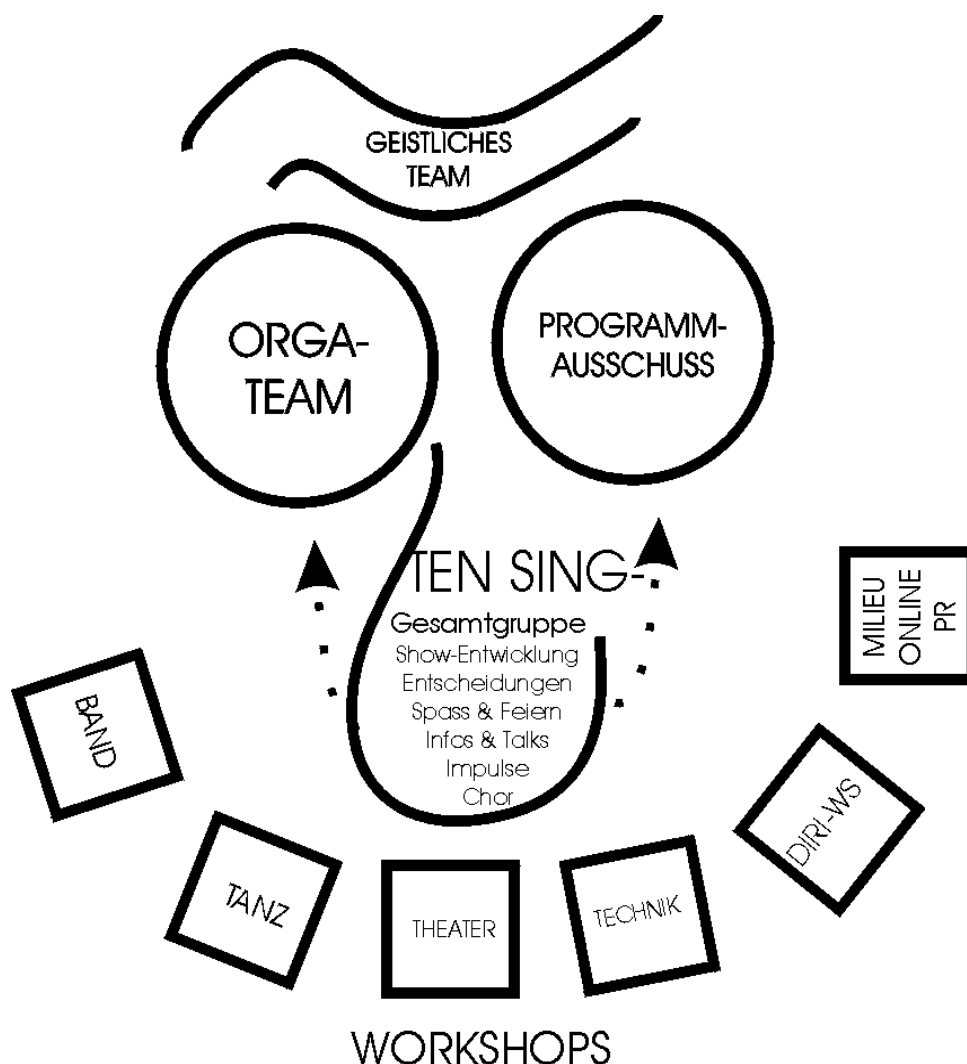 GEISTLICHES
TEAM
ORGA-
TEAM
PROGRAMM-
AUSSCHUSS
TEN SING-
Gesamtgruppe
Show-Entwicklung
Entscheidungen
Spass & Feiern
Infos & Talks
Impulse
Chor
BAND
TANZ
THEATER
TECHNIK
DIRI-WS
MILIEU
ONLINE
PR
WORKSHOPS